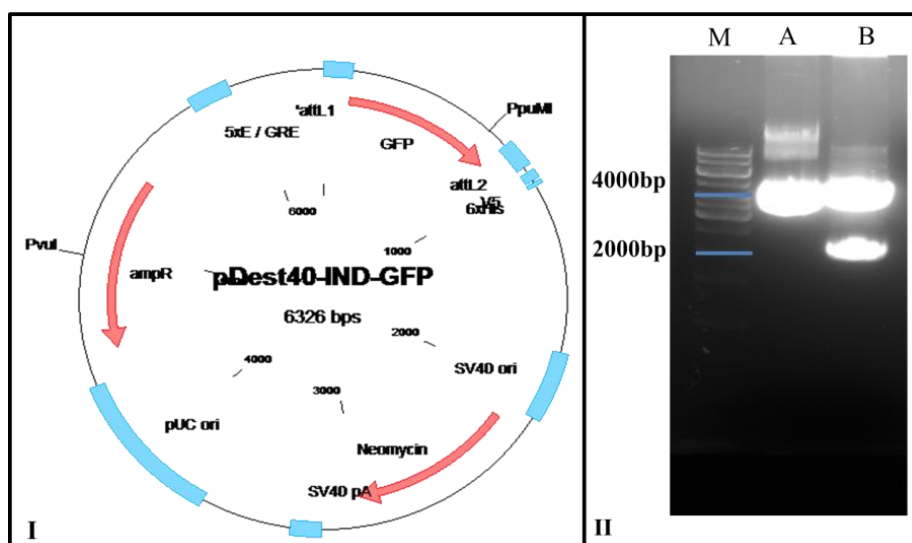 'attL1
5xE / GRE
GFP
PpuMI
attL2
V5
6xHis
6000
1000
PvuI
ampR
pDest40-IND-GFP
6326 bps
2000
SV40 ori
4000
3000
pUC ori
Neomycin
SV40 pA
I
M A B
4000bp
2000bp
II